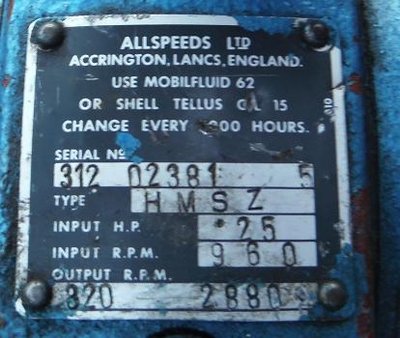 ALLSPEEDS LTD
ACCRINGTON, LANCS, ENGLAND.
USE MOBILFLUID 62
OR SHELL TELLUS 15
CHANGE EVERY HOURS.
SERIAL Nº
312 02381 5
TYPE HMSZ
INPUT H.P. .25
INPUT R.P.M. 960
OUTPUT R.P.M.
320 2880